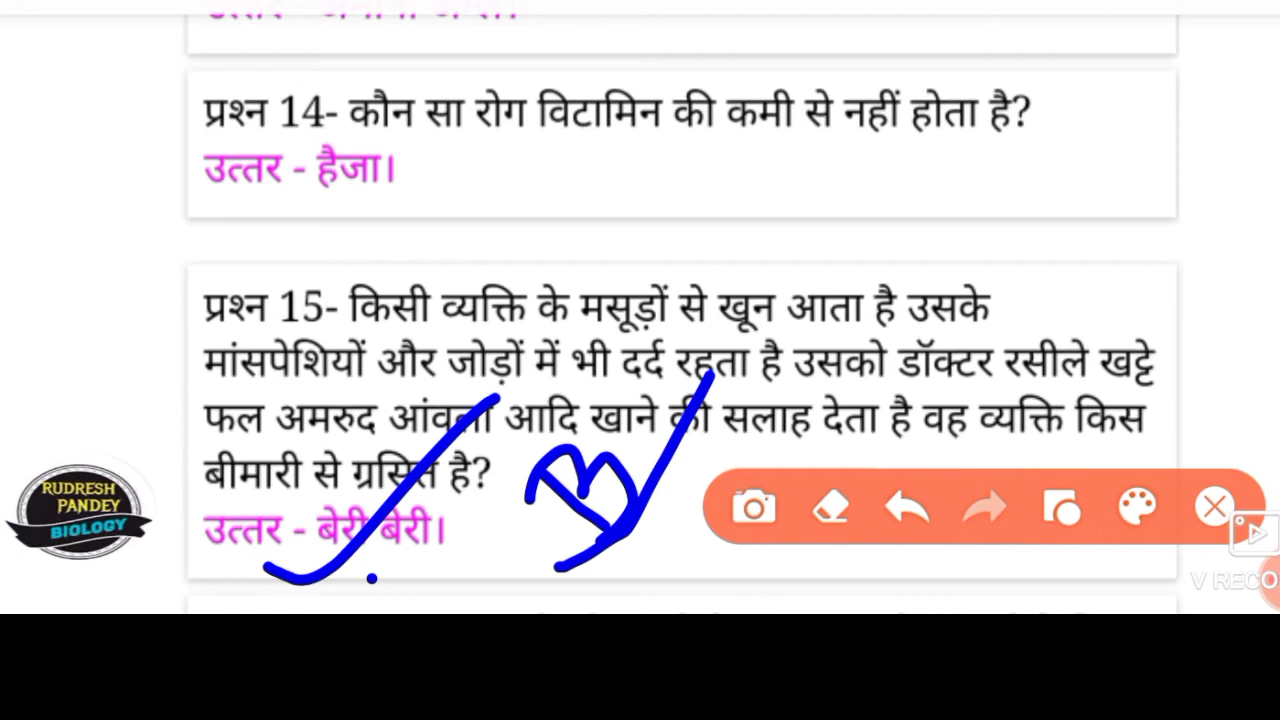 प्रश्न 14- कौन सा रोग विटामिन की कमी से नहीं होता है?
उत्तर - हैजा।
प्रश्न 15- किसी व्यक्ति के मसूड़ों से खून आता है उसके
मांसपेशियों और जोड़ों में भी दर्द रहता है उसको डॉक्टर रसीले खट्टे
फल अमरुद आंवला आदि खाने की सलाह देता है वह व्यक्ति किस
बीमारी से ग्रसित है?
उत्तर - बेरी बेरी।
B
RUDRESH
PANDEY
BIOLOGY
V RECO